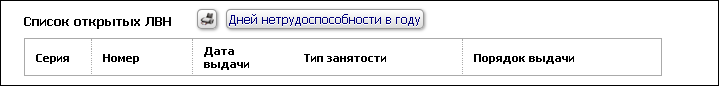 Список открытых ЛВН Дней нетрудоспособности в году
Серия Номер Дата выдачи Тип занятости Порядок выдачи